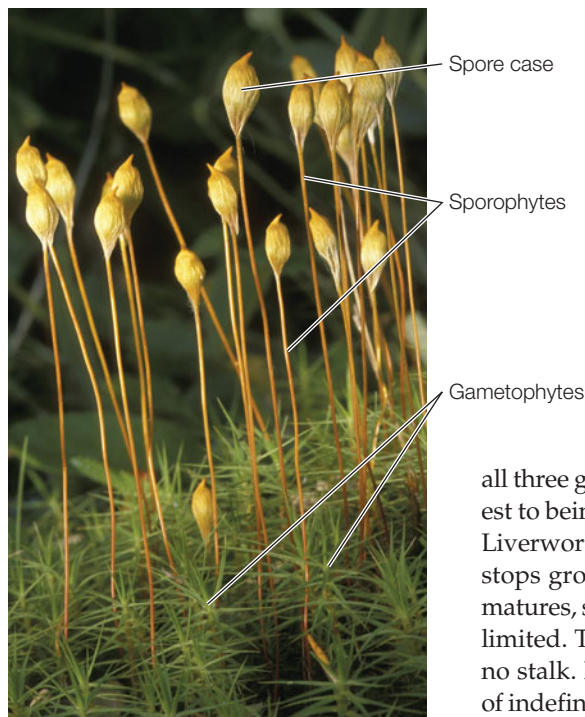 Spore case
Sporophytes
Gametophytes
all three g
est to bein
Liverwor
stops gro
matures, s
limited. T
no stalk.
of indefin